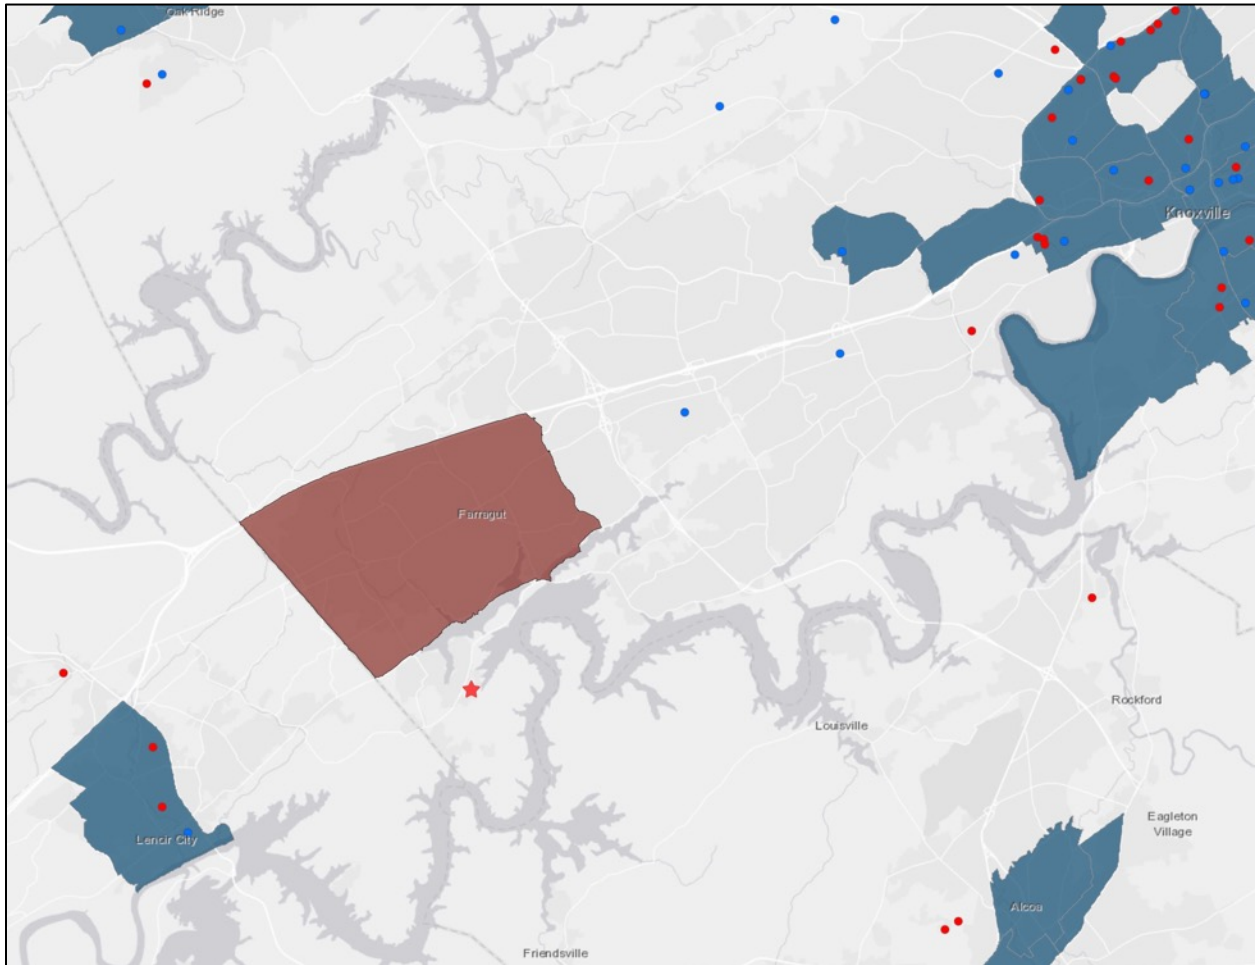 Oak Ridge
Knoxville
Farragut
Rockford
Louisville
Eagleton
Village
Lenoir City
Alcoa
Friendsville